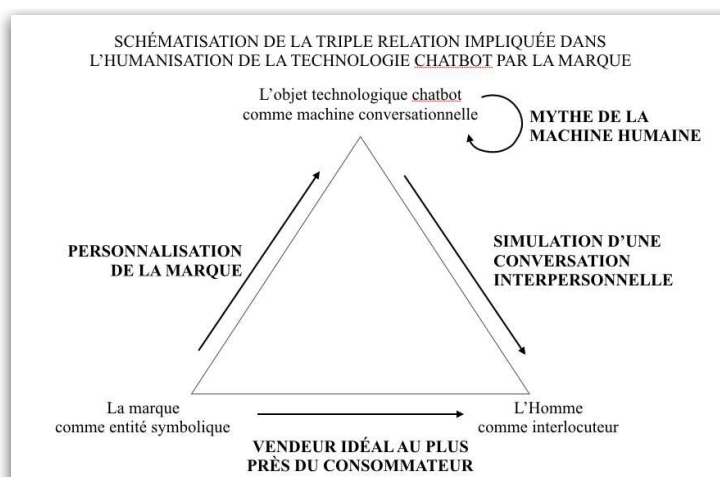 SCHÉMATISATION DE LA TRIPLE RELATION IMPLIQUÉE DANS
L'HUMANISATION DE LA TECHNOLOGIE CHATBOT PAR LA MARQUE
L'objet technologique chatbot
comme machine conversationnelle
MYTHE DE LA
MACHINE HUMAINE
PERSONNALISATION
DE LA MARQUE
SIMULATION D'UNE
CONVERSATION
INTERPERSONNELLE
La marque
comme entité symbolique
L'Homme
comme interlocuteur
VENDEUR IDÉAL AU PLUS
PRÈS DU CONSOMMATEUR